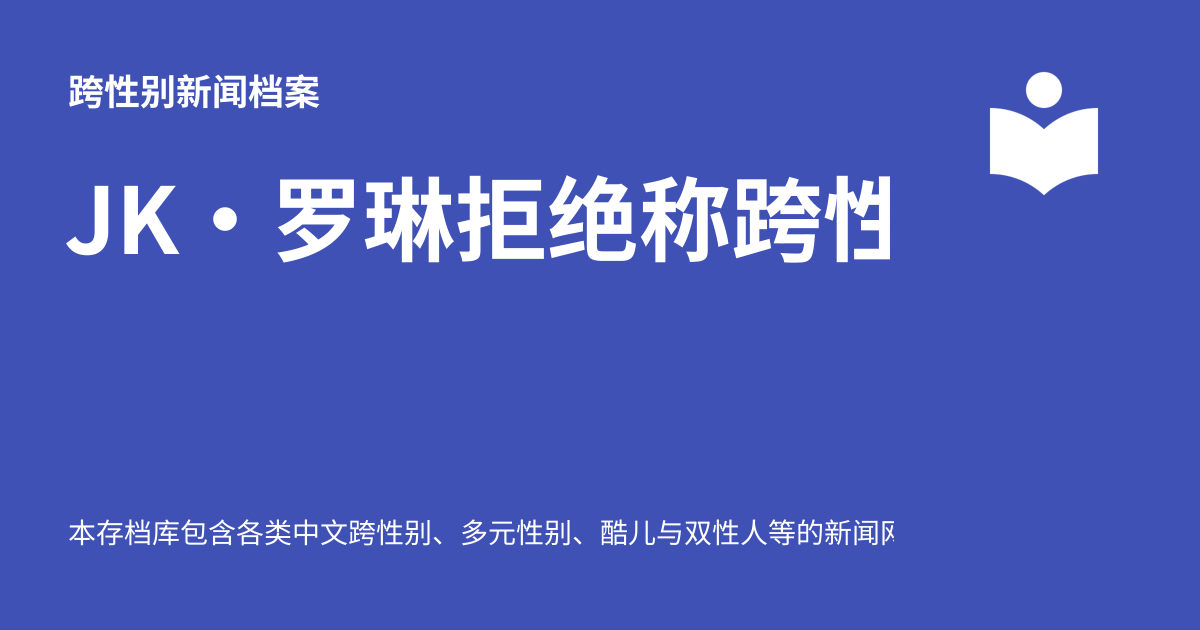 跨性别新闻档案
JK·罗琳拒绝称跨性
本存档库包含各类中文跨性别、多元性别、酷儿与双性人等的新闻网